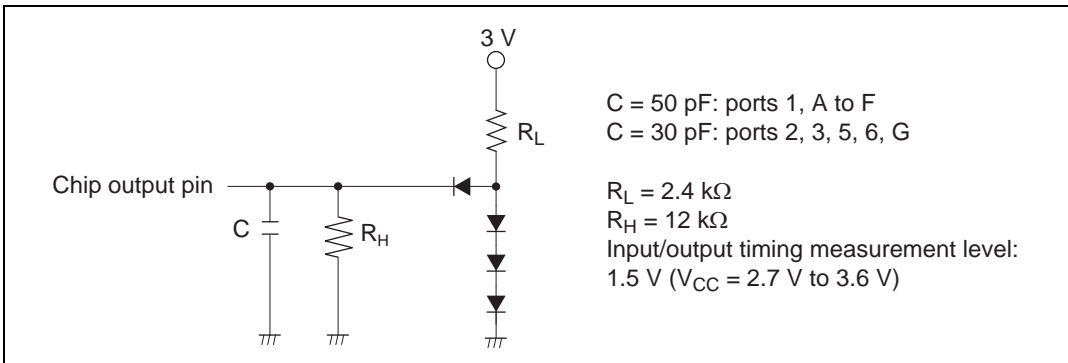 3 V
R_L
Chip output pin
C
R_H
C = 50 pF: ports 1, A to F
C = 30 pF: ports 2, 3, 5, 6, G
R_L = 2.4 kΩ
R_H = 12 kΩ
Input/output timing measurement level:
1.5 V (V_CC = 2.7 V to 3.6 V)